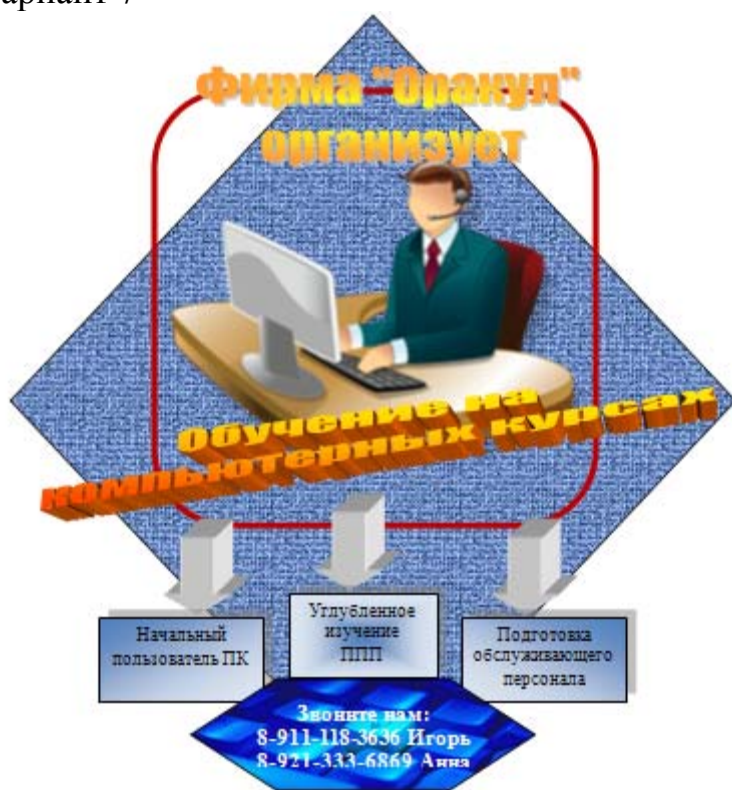 Фирма "Оракул"
организует
Обучение на
компьютерных курсах
Начальный
пользователь ПК
Углубленное
изучение
ППП
Подготовка
обслуживающего
персонала
Звоните нам:
8-911-118-3636 Игорь
8-921-333-6869 Анна